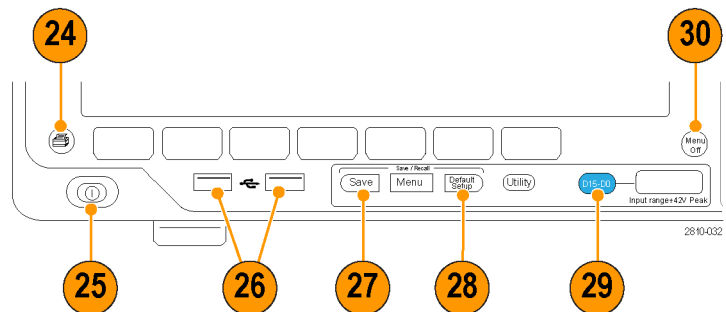 24
30
Menu
Off
Save / Recall
Save
Menu
Default
Setup
Utility
D15-D0
Input range+42V Peak
2810-032
25
26
27
28
29